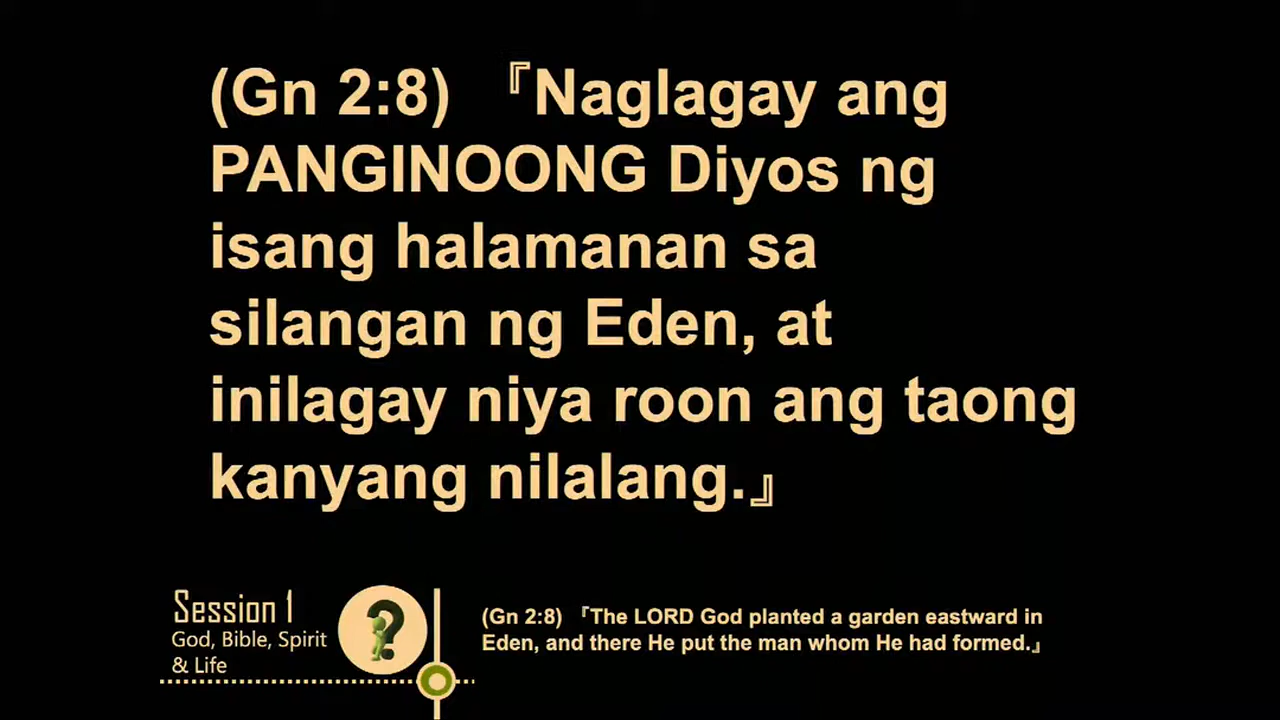 (Gn 2:8) 『Naglagay ang
PANGINOONG Diyos ng
isang halamanan sa
silangan ng Eden, at
inilagay niya roon ang taong
kanyang nilalang.』
Session 1
God, Bible, Spirit
& Life
?
(Gn 2:8) 『The LORD God planted a garden eastward in
Eden, and there He put the man whom He had formed.』